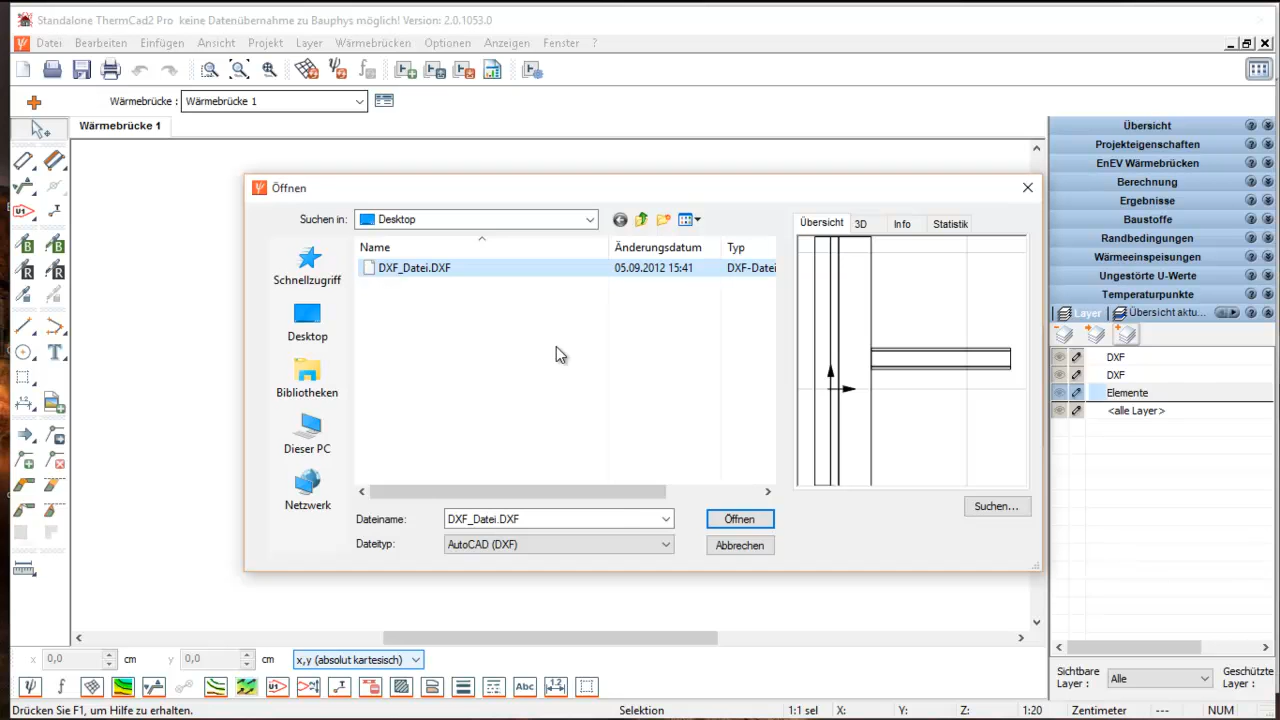 Standalone ThermCad2 Pro  keine Datenübernahme zu Bauphys möglich! Version: 2.0.1053.0
Datei Bearbeiten Einfügen Ansicht Projekt Layer Wärmebrücken Optionen Anzeigen Fenster ?
Wärmebrücke : Wärmebrücke 1
Wärmebrücke 1
Öffnen
Suchen in: Desktop
Name Änderungsdatum Typ
DXF_Datei.DXF 05.09.2012 15:41 DXF-Datei
Schnellzugriff
Desktop
Bibliotheken
Dieser PC
Netzwerk
Dateiname: DXF_Datei.DXF Öffnen
Dateityp: AutoCAD (DXF) Abbrechen
Übersicht 3D Info Statistik
Suchen...
Übersicht
Projekteigenschaften
EnEV Wärmebrücken
Berechnung
Ergebnisse
Baustoffe
Randbedingungen
Wärmeeinspeisungen
Ungestörte U-Werte
Temperaturpunkte
Layer Übersicht aktu...
DXF
DXF
Elemente
<alle Layer>
Sichtbare Layer : Alle Geschützte Layer :
U1
B B
R R
T
x 0,0 cm y 0,0 cm x,y (absolut kartesisch)
Abc
Drücken Sie F1, um Hilfe zu erhalten. Selektion 1:1 sel X: Y: Z: 1:20 Zentimeter --- NUM